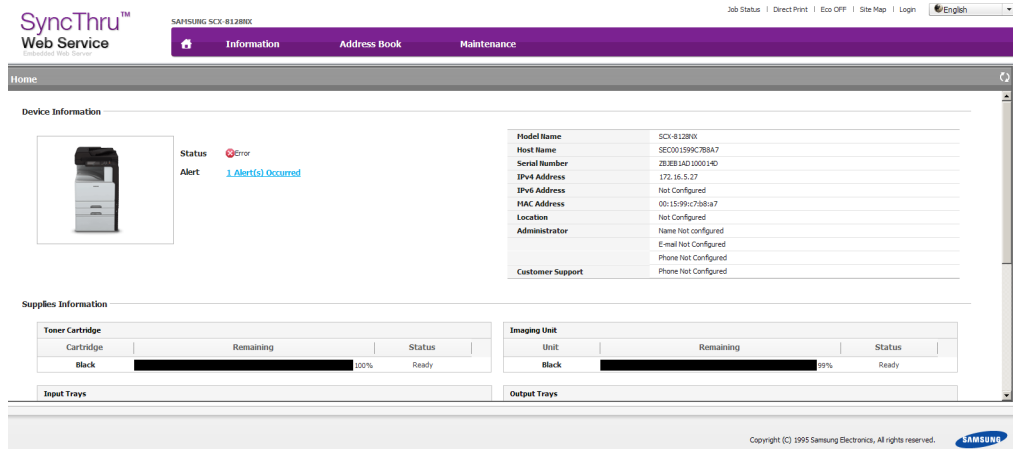 Job Status | Direct Print | Eco OFF | Site Map | Login English
SyncThru™
Web Service
Embedded Web Server
SAMSUNG SCX-8128NX
Information Address Book Maintenance
Home
Device Information
Status Error
Alert 1 Alert(s) Occurred
Model Name SCX-8128NX
Host Name SEC001599C7B8A7
Serial Number ZBJEB1AD100014D
IPv4 Address 172.16.5.27
IPv6 Address Not Configured
MAC Address 00:15:99:c7:b8:a7
Location Not Configured
Administrator Name Not configured
E-mail Not Configured
Phone Not Configured
Customer Support Phone Not Configured
Supplies Information
Toner Cartridge
Cartridge Remaining Status
Black 100% Ready
Imaging Unit
Unit Remaining Status
Black 99% Ready
Input Trays
Output Trays
Copyright (C) 1995 Samsung Electronics, All rights reserved.
SAMSUNG